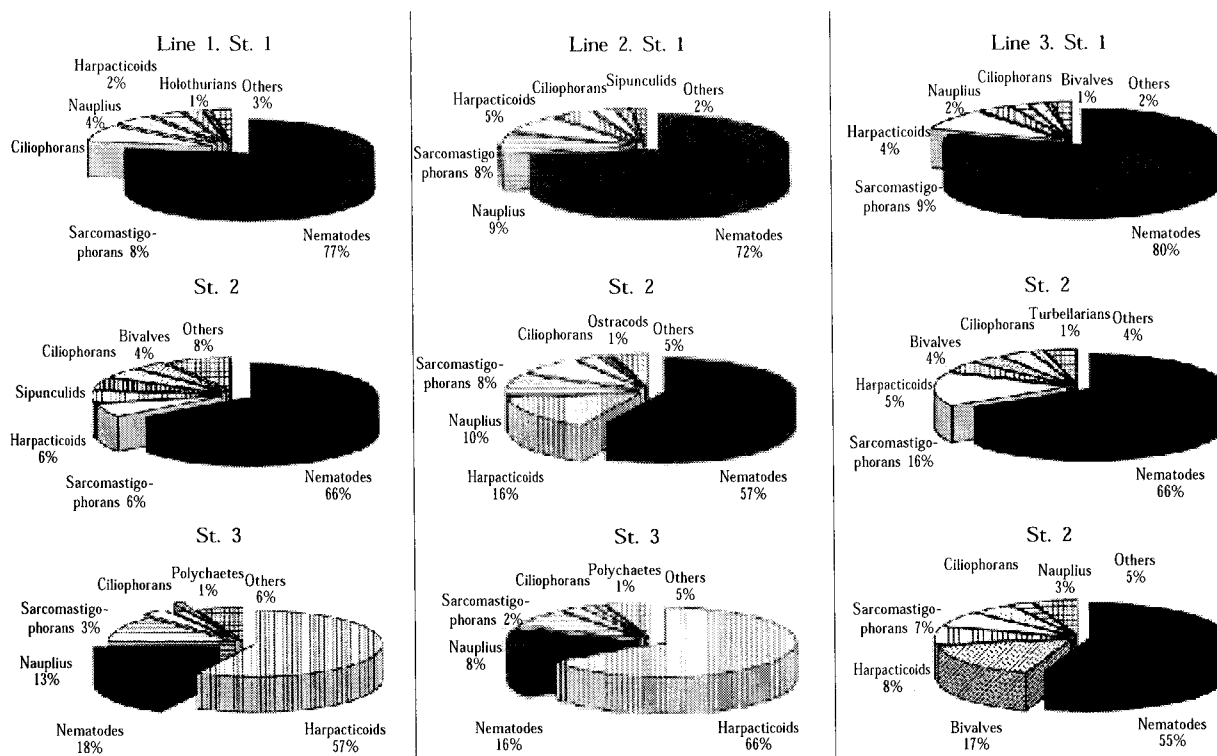 Line 1. St. 1
Harpacticoids
2%
Holothurians
1%
Others
3%
Nauplius
4%
Ciliophorans
Sarcomastigo-
phorans 8%
Nematodes
77%
St. 2
Bivalves
4%
Others
8%
Ciliophorans
Sipunculids
Harpacticoids
6%
Sarcomastigo-
phorans 6%
Nematodes
66%
St. 3
Polychaetes
1%
Others
6%
Ciliophorans
Sarcomastigo-
phorans 3%
Nauplius
13%
Nematodes
18%
Harpacticoids
57%
Line 2. St. 1
Ciliophorans
Sipunculids
Others
2%
Harpacticoids
5%
Sarcomastigo-
phorans 8%
Nauplius
9%
Nematodes
72%
St. 2
Ciliophorans
Ostracods
1%
Others
5%
Sarcomastigo-
phorans 8%
Nauplius
10%
Harpacticoids
16%
Nematodes
57%
St. 3
Ciliophorans
Polychaetes
1%
Others
5%
Sarcomastigo-
phorans 2%
Nauplius
8%
Nematodes
16%
Harpacticoids
66%
Line 3. St. 1
Ciliophorans
Bivalves
1%
Others
2%
Nauplius
2%
Harpacticoids
4%
Sarcomastigo-
phorans 9%
Nematodes
80%
St. 2
Turbellarians
1%
Others
4%
Ciliophorans
Bivalves
4%
Harpacticoids
5%
Sarcomastigo-
phorans 16%
Nematodes
66%
St. 2
Ciliophorans
Nauplius
3%
Others
5%
Sarcomastigo-
phorans 7%
Harpacticoids
8%
Bivalves
17%
Nematodes
55%